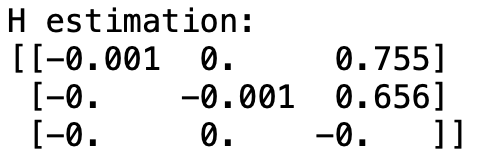 H estimation:
[[-0.001 0. 0.755]
[-0. -0.001 0.656]
[-0. 0. -0. ]]